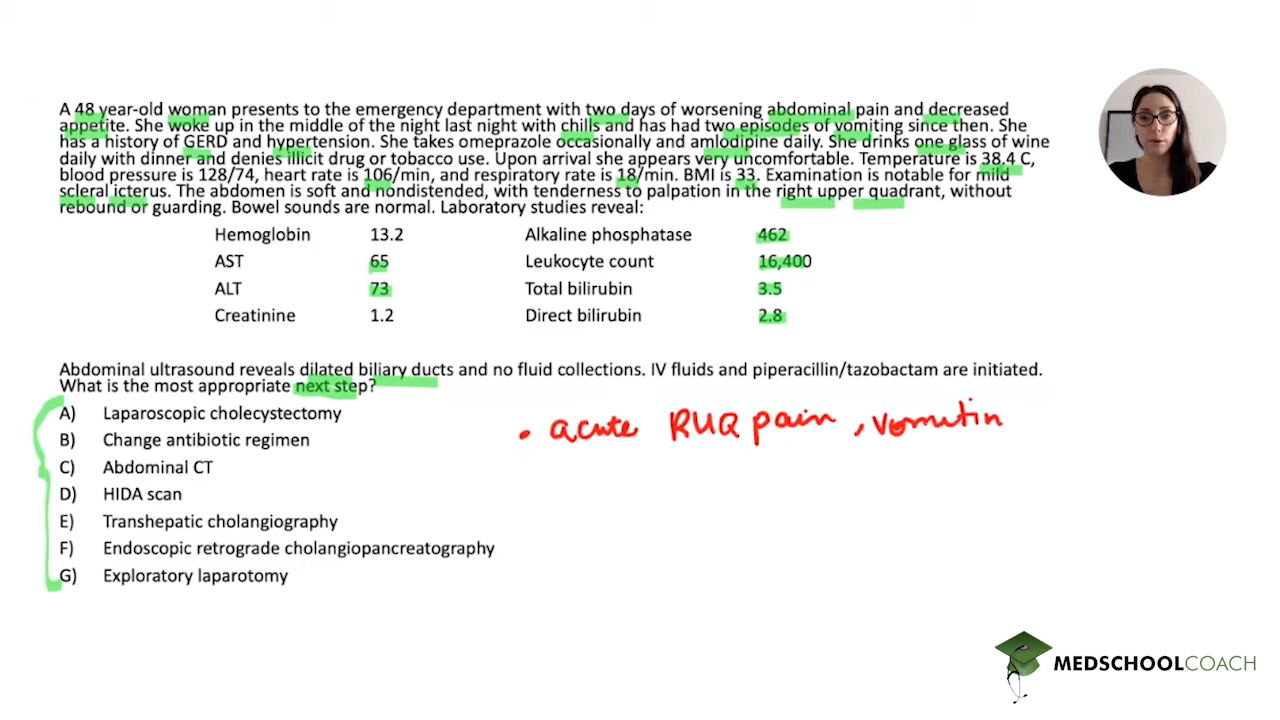 A 48 year-old woman presents to the emergency department with two days of worsening abdominal pain and decreased
appetite. She woke up in the middle of the night last night with chills and has had two episodes of vomiting since then. She
has a history of GERD and hypertension. She takes omeprazole occasionally and amlodipine daily. She drinks one glass of wine
daily with dinner and denies illicit drug or tobacco use. Upon arrival she appears very uncomfortable. Temperature is 38.4 C,
blood pressure is 128/74, heart rate is 106/min, and respiratory rate is 18/min. BMI is 33. Examination is notable for mild
scleral icterus. The abdomen is soft and nondistended, with tenderness to palpation in the right upper quadrant, without
rebound or guarding. Bowel sounds are normal. Laboratory studies reveal:
Hemoglobin 13.2 Alkaline phosphatase 462
AST 65 Leukocyte count 16,400
ALT 73 Total bilirubin 3.5
Creatinine 1.2 Direct bilirubin 2.8
Abdominal ultrasound reveals dilated biliary ducts and no fluid collections. IV fluids and piperacillin/tazobactam are initiated.
What is the most appropriate next step?
A) Laparoscopic cholecystectomy
B) Change antibiotic regimen
C) Abdominal CT
D) HIDA scan
E) Transhepatic cholangiography
F) Endoscopic retrograde cholangiopancreatography
G) Exploratory laparotomy
• acute RUQ pain, vomitin
MEDSCHOOLCOACH